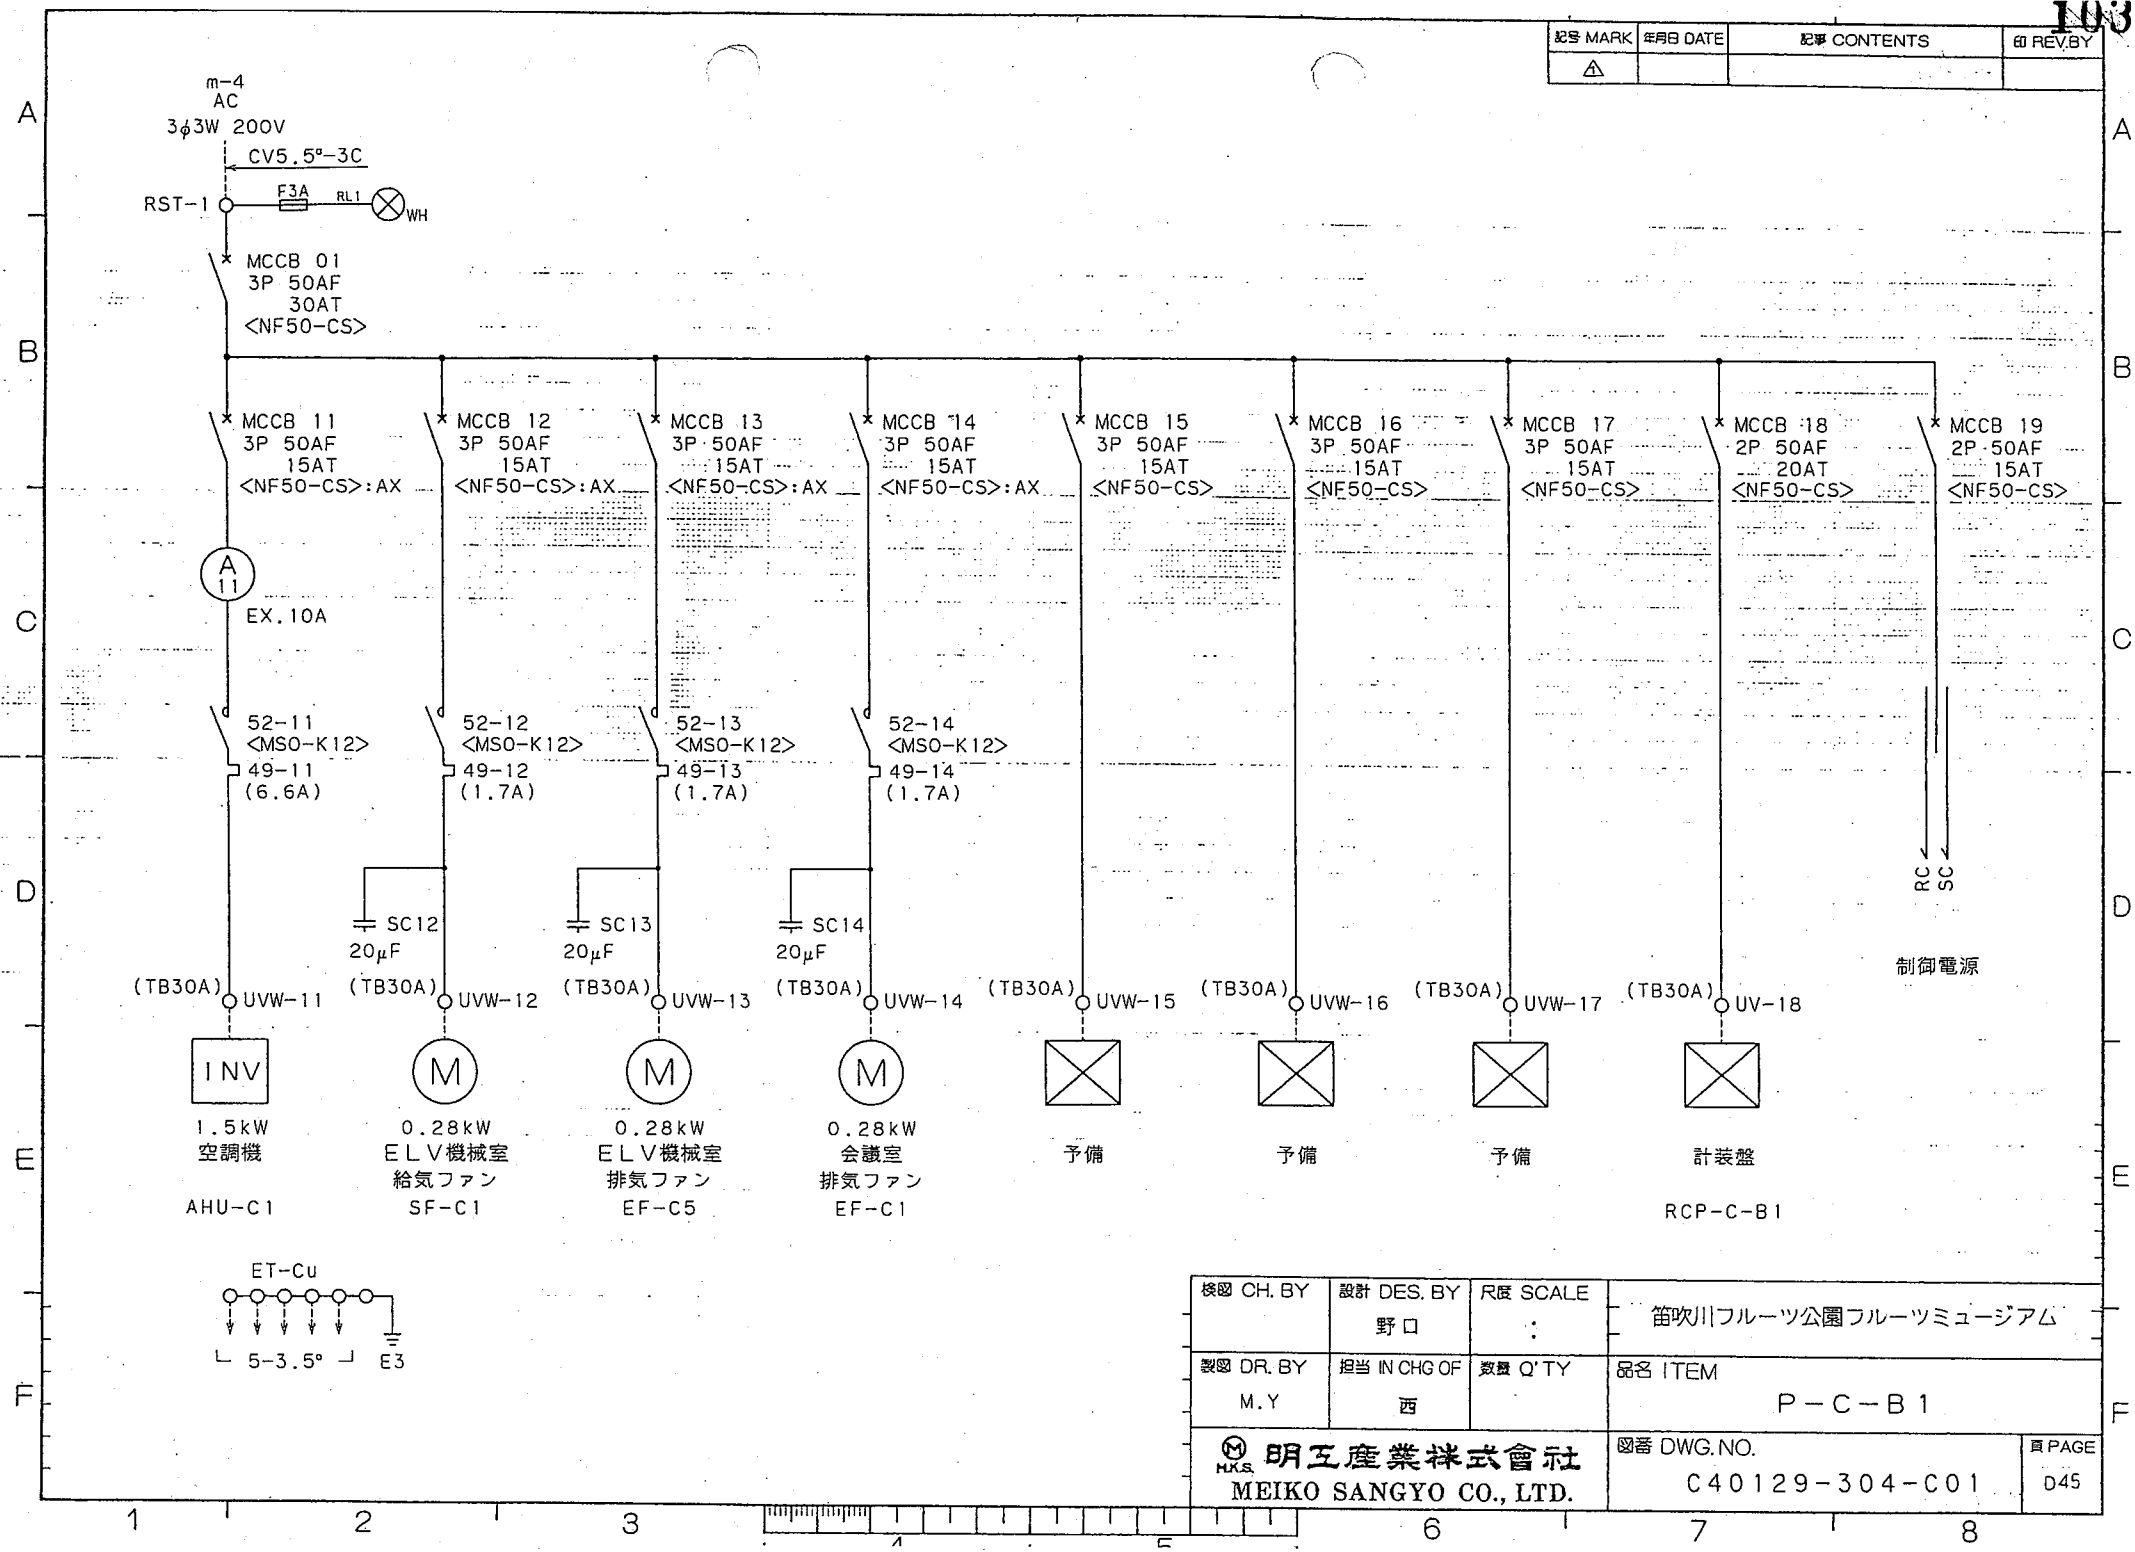 103
記号 MARK
年月日 DATE
記事 CONTENTS
印 REV.BY
1
A
A
B
B
C
C
D
D
E
E
F
F
m-4
AC
3φ3W 200V
CV5.5°-3C
RST-1
F3A
RL1
WH
MCCB 01
3P 50AF
30AT
<NF50-CS>
MCCB 11
3P 50AF
15AT
<NF50-CS>:AX
MCCB 12
3P 50AF
15AT
<NF50-CS>:AX
MCCB 13
3P 50AF
15AT
<NF50-CS>:AX
MCCB 14
3P 50AF
15AT
<NF50-CS>:AX
MCCB 15
3P 50AF
15AT
<NF50-CS>
MCCB 16
3P 50AF
15AT
<NF50-CS>
MCCB 17
3P 50AF
15AT
<NF50-CS>
MCCB 18
2P 50AF
20AT
<NF50-CS>
MCCB 19
2P 50AF
15AT
<NF50-CS>
A
11
EX.10A
52-11
<MSO-K12>
49-11
(6.6A)
52-12
<MSO-K12>
49-12
(1.7A)
52-13
<MSO-K12>
49-13
(1.7A)
52-14
<MSO-K12>
49-14
(1.7A)
SC12
20μF
SC13
20μF
SC14
20μF
RC
SC
制御電源
(TB30A) UVW-11
(TB30A) UVW-12
(TB30A) UVW-13
(TB30A) UVW-14
(TB30A) UVW-15
(TB30A) UVW-16
(TB30A) UVW-17
(TB30A) UV-18
INV
1.5kW
空調機
AHU-C1
M
0.28kW
ELV機械室
給気ファン
SF-C1
M
0.28kW
ELV機械室
排気ファン
EF-C5
M
0.28kW
会議室
排気ファン
EF-C1
予備
予備
予備
計装盤
RCP-C-B1
ET-Cu
5-3.5°
E3
検図 CH. BY
設計 DES. BY
野口
尺度 SCALE
:
笛吹川フルーツ公園フルーツミュージアム
製図 DR. BY
M.Y
担当 IN CHG OF
西
数量 Q'TY
品名 ITEM
P-C-B1
M
M.K.S.
明工産業株式會社
MEIKO SANGYO CO., LTD.
図番 DWG. NO.
C40129-304-C01
頁 PAGE
045
1
2
3
4
5
6
7
8